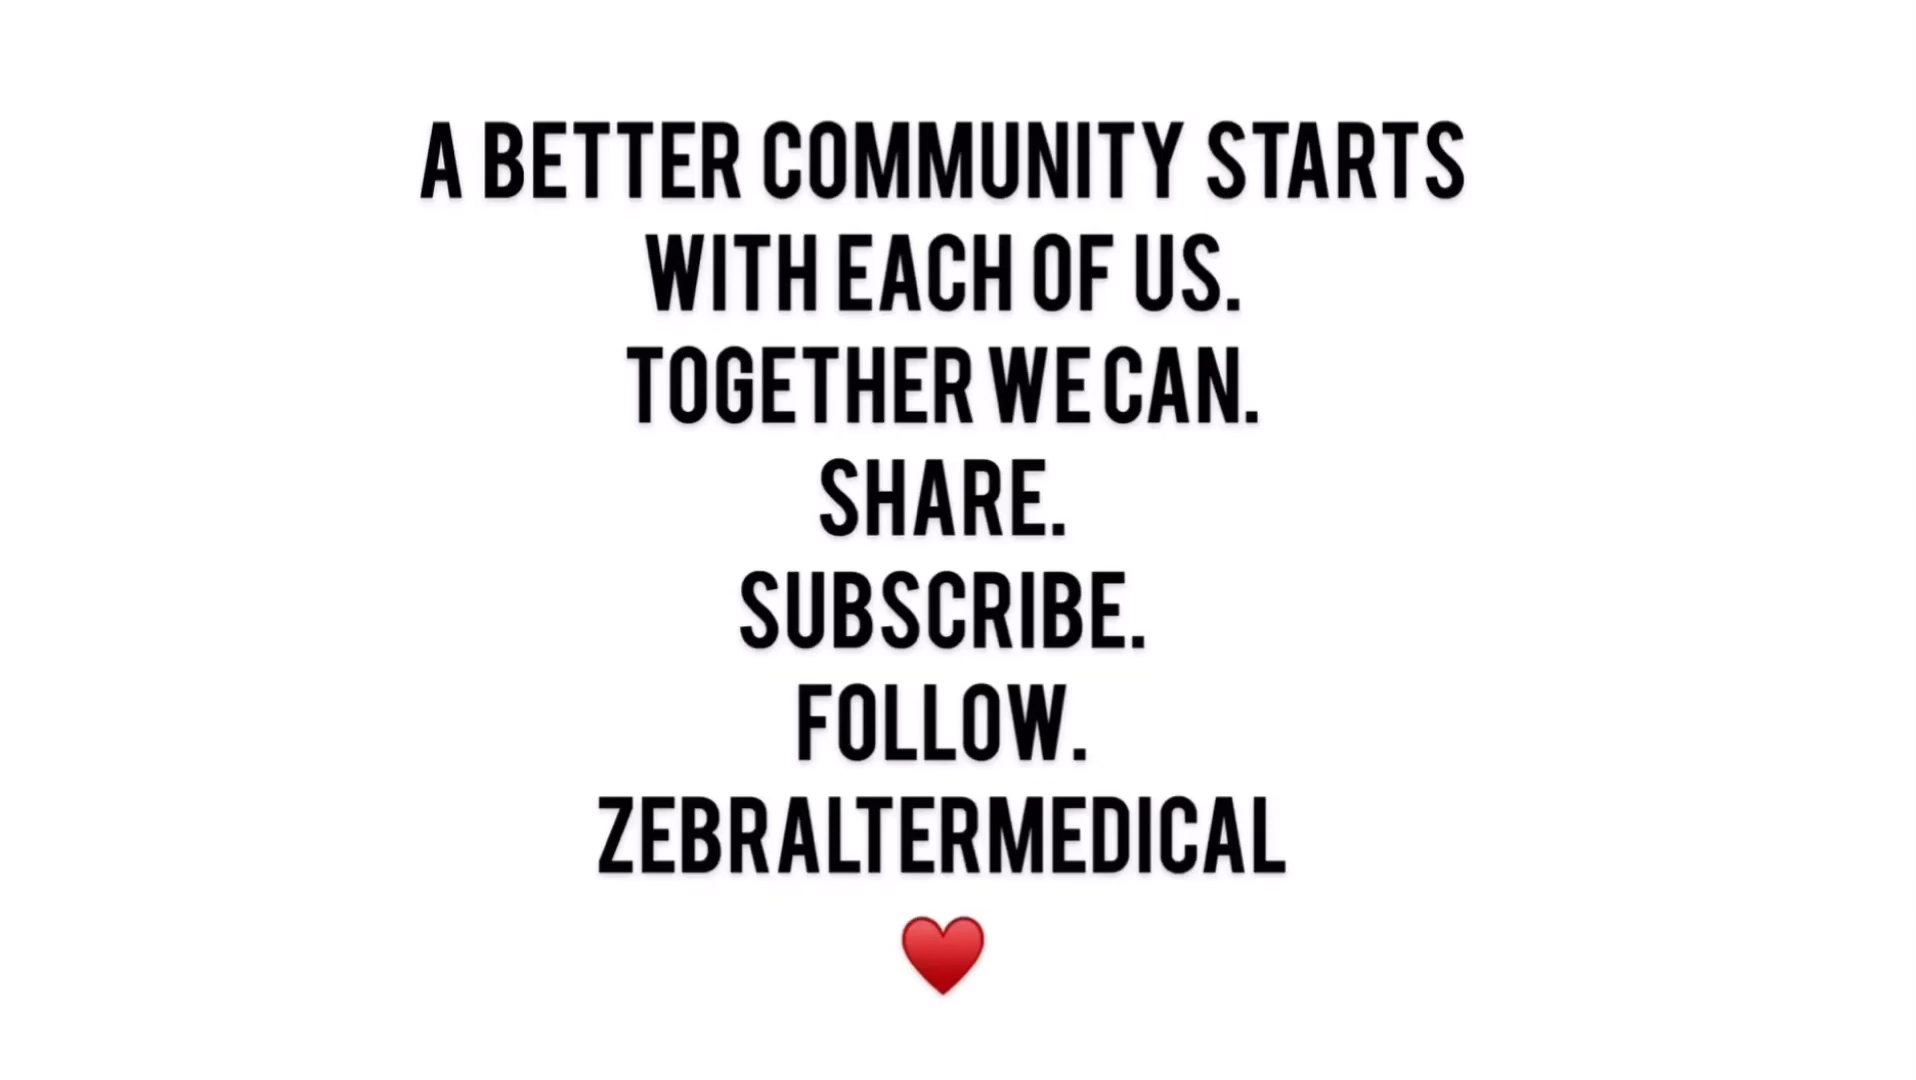 A BETTER COMMUNITY STARTS
WITH EACH OF US.
TOGETHER WE CAN.
SHARE.
SUBSCRIBE.
FOLLOW.
ZEBRALTERMEDICAL
♥